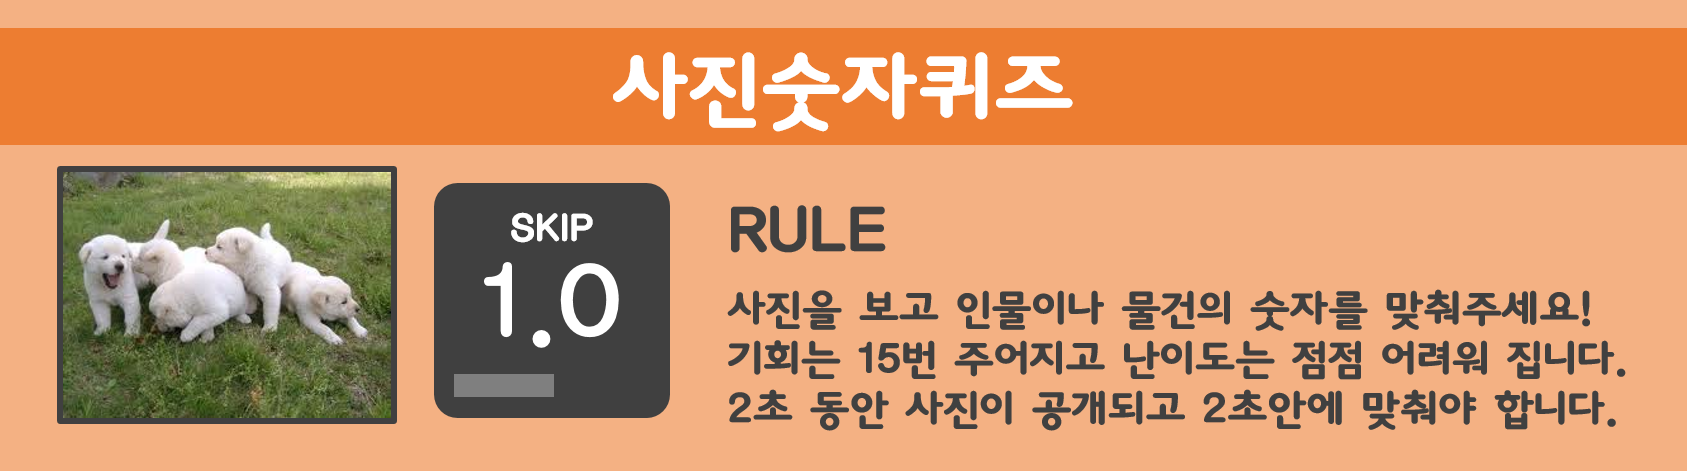 사진숫자퀴즈
SKIP
1.0
RULE
사진을 보고 인물이나 물건의 숫자를 맞춰주세요!
기회는 15번 주어지고 난이도는 점점 어려워 집니다.
2초 동안 사진이 공개되고 2초안에 맞춰야 합니다.